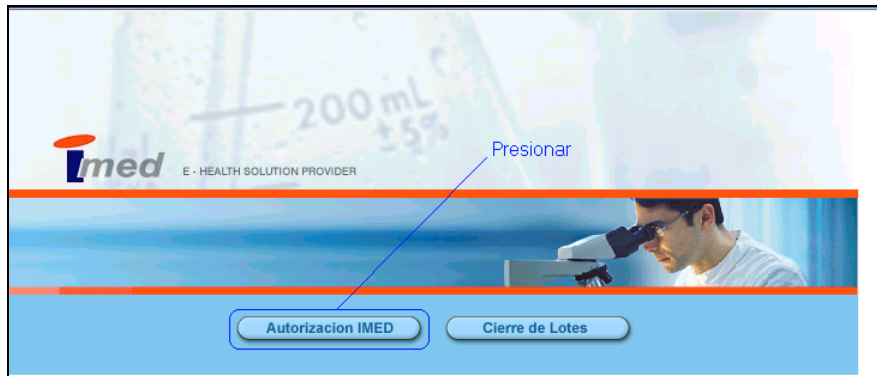 200 mL
± 5%
Presionar
imed E - HEALTH SOLUTION PROVIDER
Autorizacion IMED
Cierre de Lotes